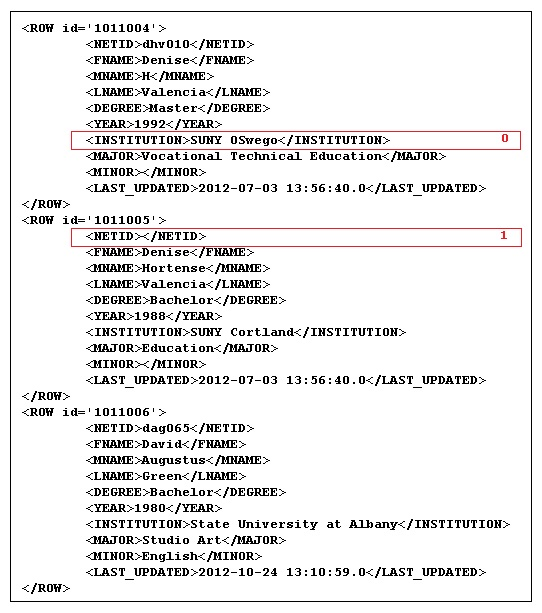 <ROW id='1011004'>
<NETID>dhv010</NETID>
<FNAME>Denise</FNAME>
<MNAME>H</MNAME>
<LNAME>Valencia</LNAME>
<DEGREE>Master</DEGREE>
<YEAR>1992</YEAR>
<INSTITUTION>SUNY OSwego</INSTITUTION> 0
<MAJOR>Vocational Technical Education</MAJOR>
<MINOR></MINOR>
<LAST_UPDATED>2012-07-03 13:56:40.0</LAST_UPDATED>
</ROW>
<ROW id='1011005'>
<NETID></NETID> 1
<FNAME>Denise</FNAME>
<MNAME>Hortense</MNAME>
<LNAME>Valencia</LNAME>
<DEGREE>Bachelor</DEGREE>
<YEAR>1988</YEAR>
<INSTITUTION>SUNY Cortland</INSTITUTION>
<MAJOR>Education</MAJOR>
<MINOR></MINOR>
<LAST_UPDATED>2012-07-03 13:56:40.0</LAST_UPDATED>
</ROW>
<ROW id='1011006'>
<NETID>dag065</NETID>
<FNAME>David</FNAME>
<MNAME>Augustus</MNAME>
<LNAME>Green</LNAME>
<DEGREE>Bachelor</DEGREE>
<YEAR>1980</YEAR>
<INSTITUTION>State University at Albany</INSTITUTION>
<MAJOR>Studio Art</MAJOR>
<MINOR>English</MINOR>
<LAST_UPDATED>2012-10-24 13:10:59.0</LAST_UPDATED>
</ROW>